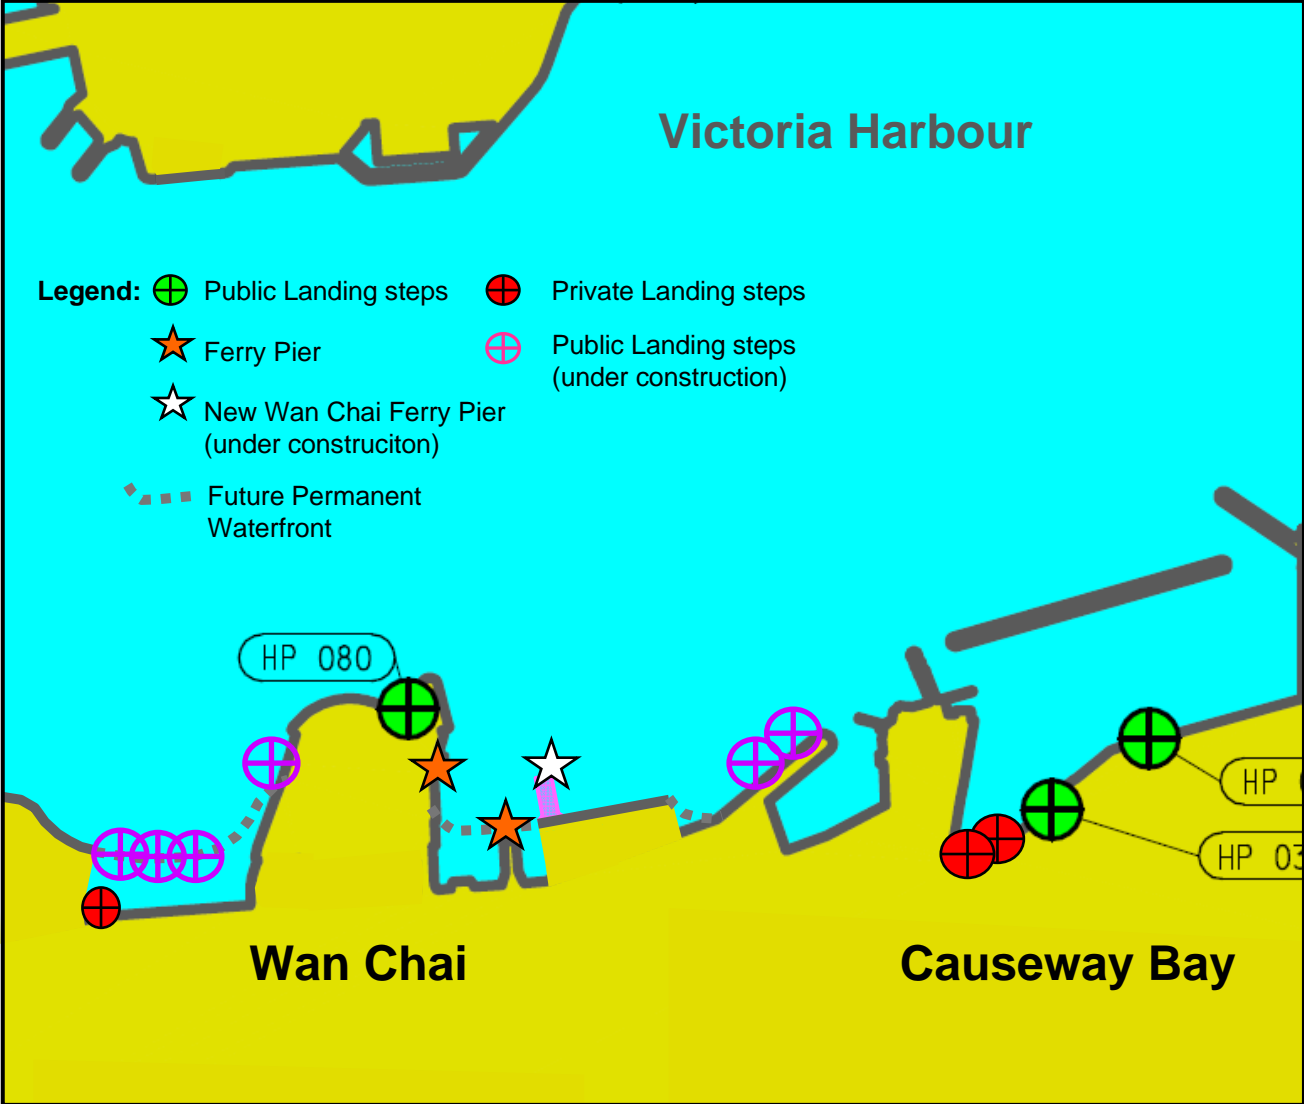 Victoria Harbour
Legend: Public Landing steps Private Landing steps
Ferry Pier
Public Landing steps
(under construction)
New Wan Chai Ferry Pier
(under construciton)
Future Permanent
Waterfront
HP 080
HP
HP 03
Wan Chai Causeway Bay